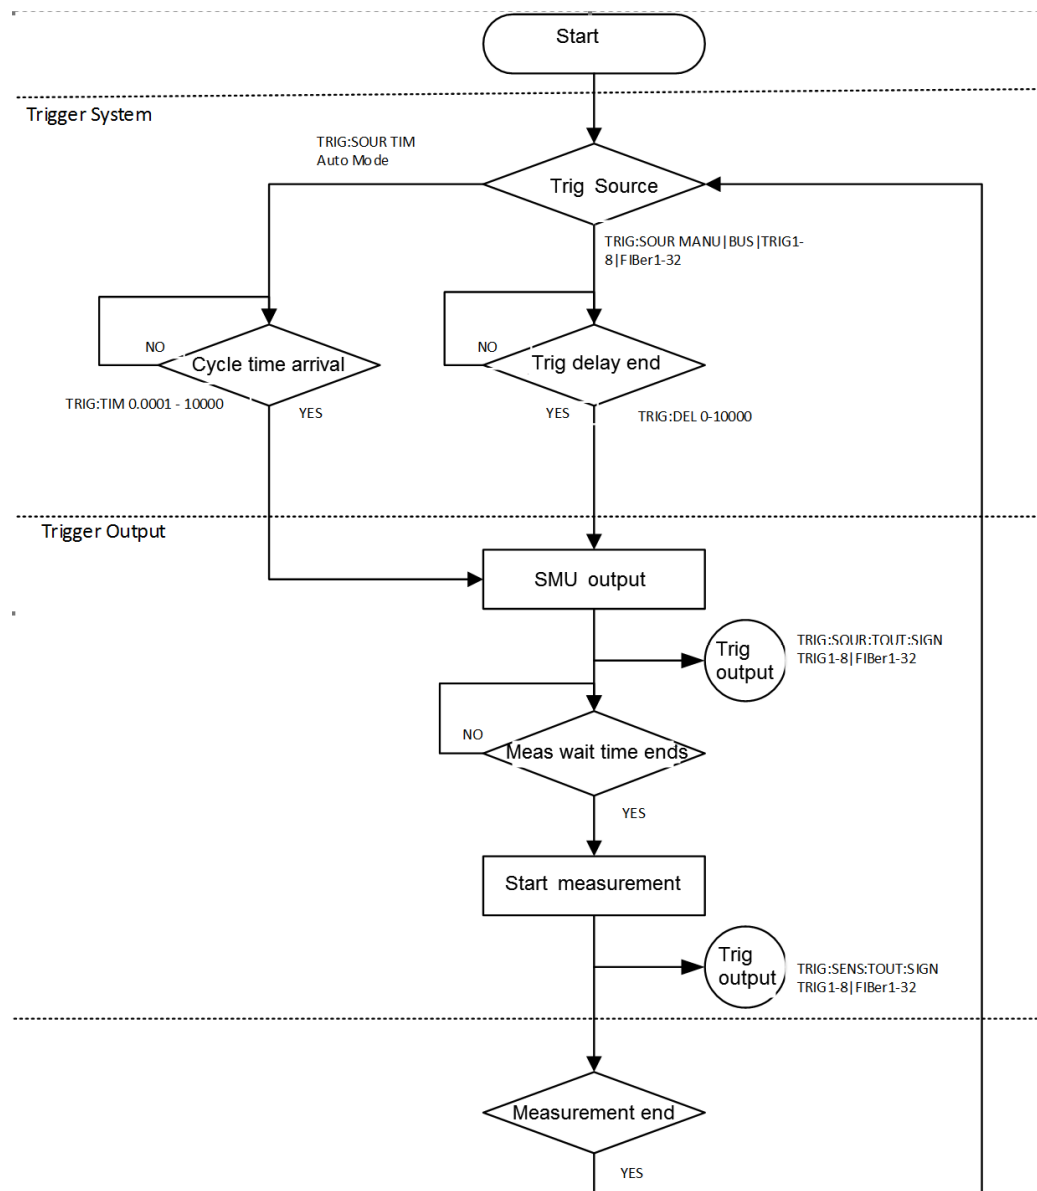 Start
Trigger System
TRIG:SOUR TIM
Auto Mode
Trig Source
TRIG:SOUR MANU|BUS|TRIG1-
8|FIBer1-32
NO
Cycle time arrival
TRIG:TIM 0.0001 - 10000
YES
NO
Trig delay end
YES
TRIG:DEL 0-10000
Trigger Output
SMU output
Trig
output
TRIG:SOUR:TOUT:SIGN
TRIG1-8|FIBer1-32
NO
Meas wait time ends
YES
Start measurement
Trig
output
TRIG:SENS:TOUT:SIGN
TRIG1-8|FIBer1-32
Measurement end
YES